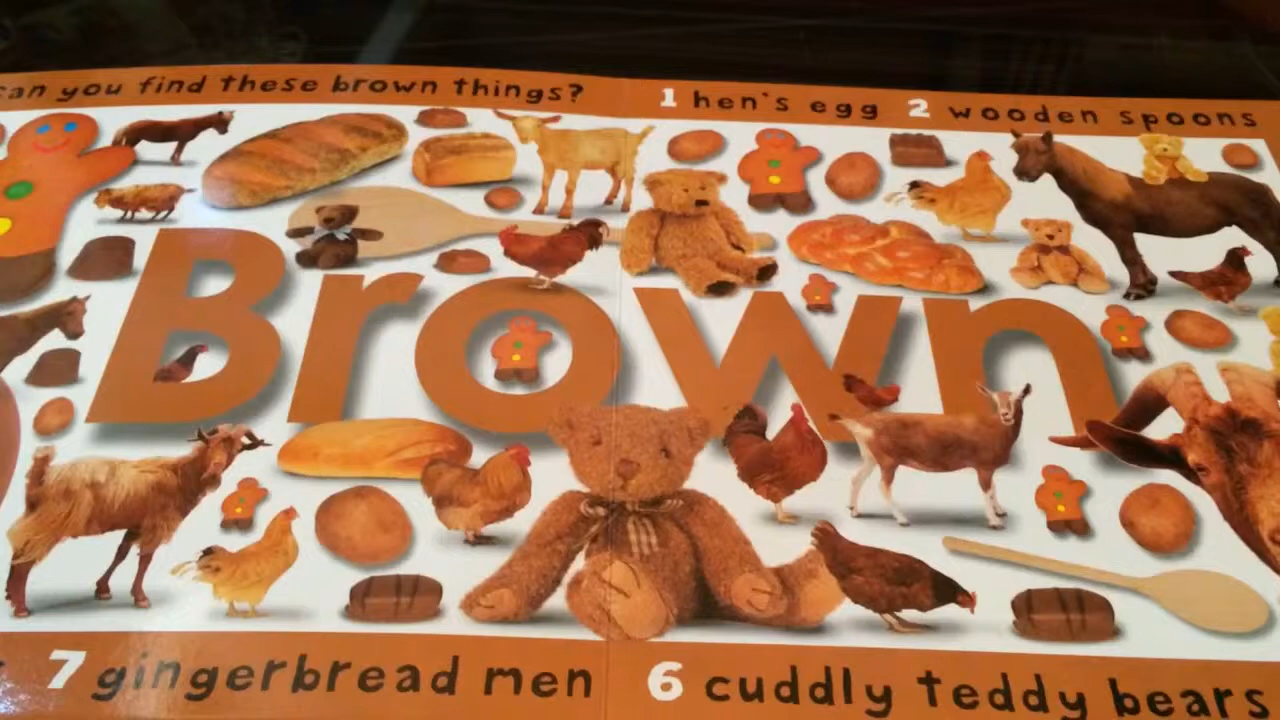 can you find these brown things? 1 hen's egg 2 wooden spoons
Brown
7 gingerbread men 6 cuddly teddy bears